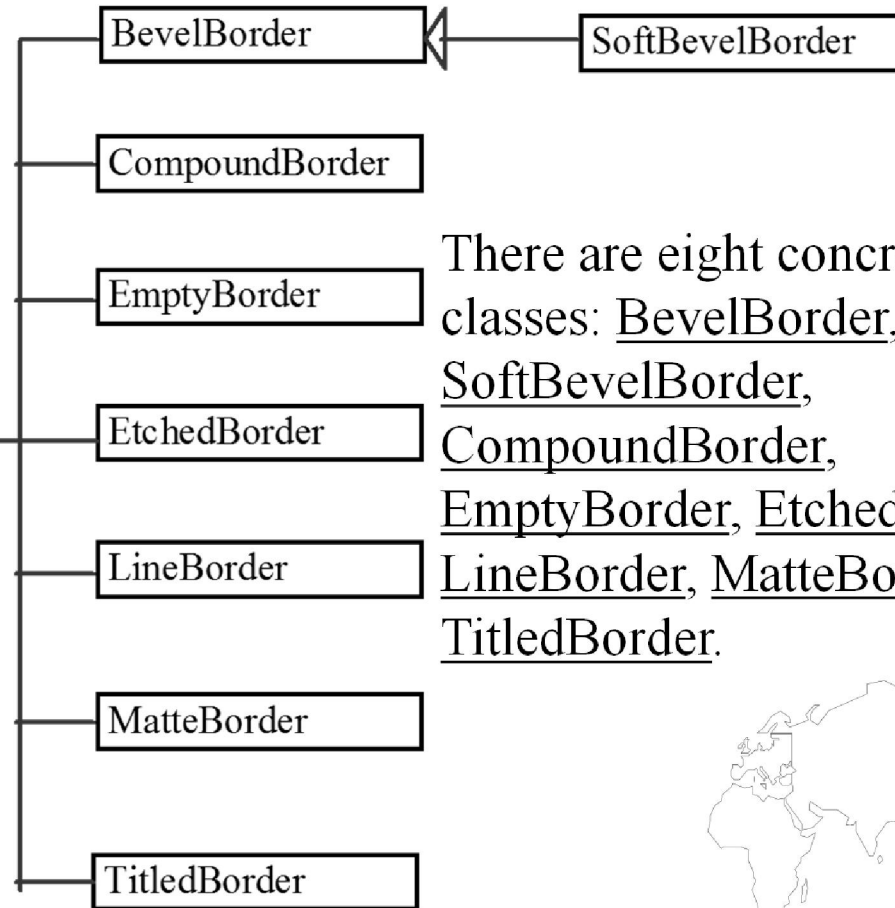 BevelBorder
SoftBevelBorder
CompoundBorder
EmptyBorder
EtchedBorder
LineBorder
MatteBorder
TitledBorder
There are eight concr
classes: BevelBorder,
SoftBevelBorder,
CompoundBorder,
EmptyBorder, Etched
LineBorder, MatteBo
TitledBorder.